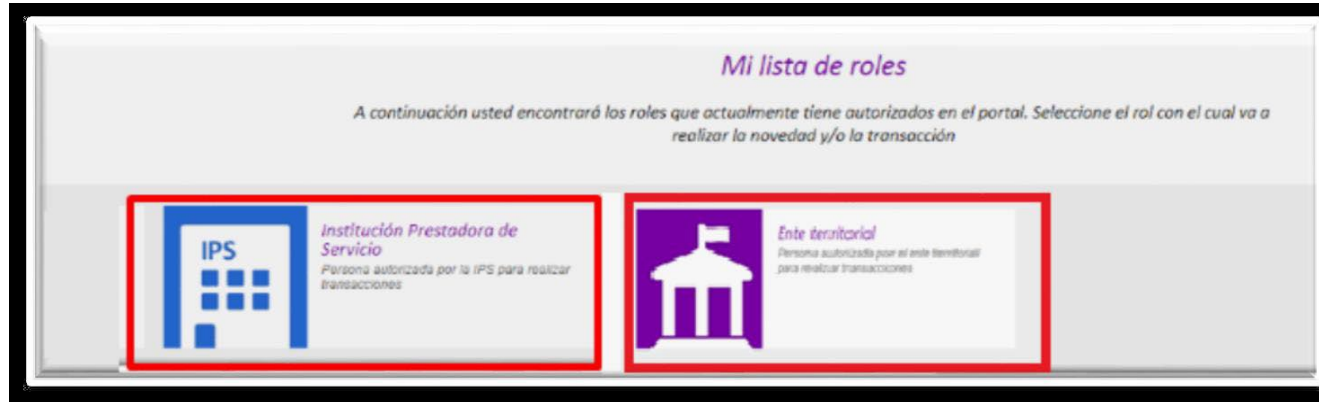 Mi lista de roles
A continuación usted encontrará los roles que actualmente tiene autorizados en el portal. Seleccione el rol con el cual va a
realizar la novedad y/o la transacción
IPS
Institución Prestadora de
Servicio
Persona autorizada por la IPS para realizar
transacciones
Ente territorial
Persona autorizada por el ente territorial
para realizar transacciones